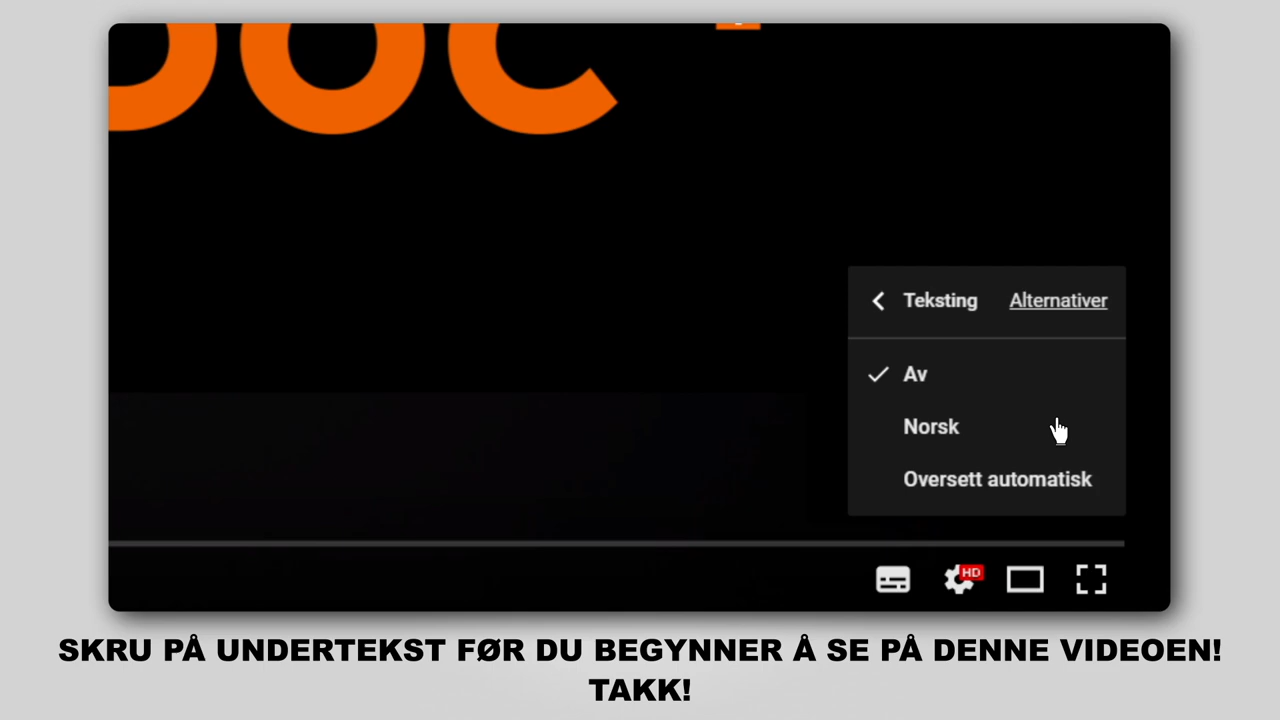 Teksting Alternativer
Av
Norsk
Oversett automatisk
HD
SKRU PÅ UNDERTEKST FØR DU BEGYNNER Å SE PÅ DENNE VIDEOEN!
TAKK!